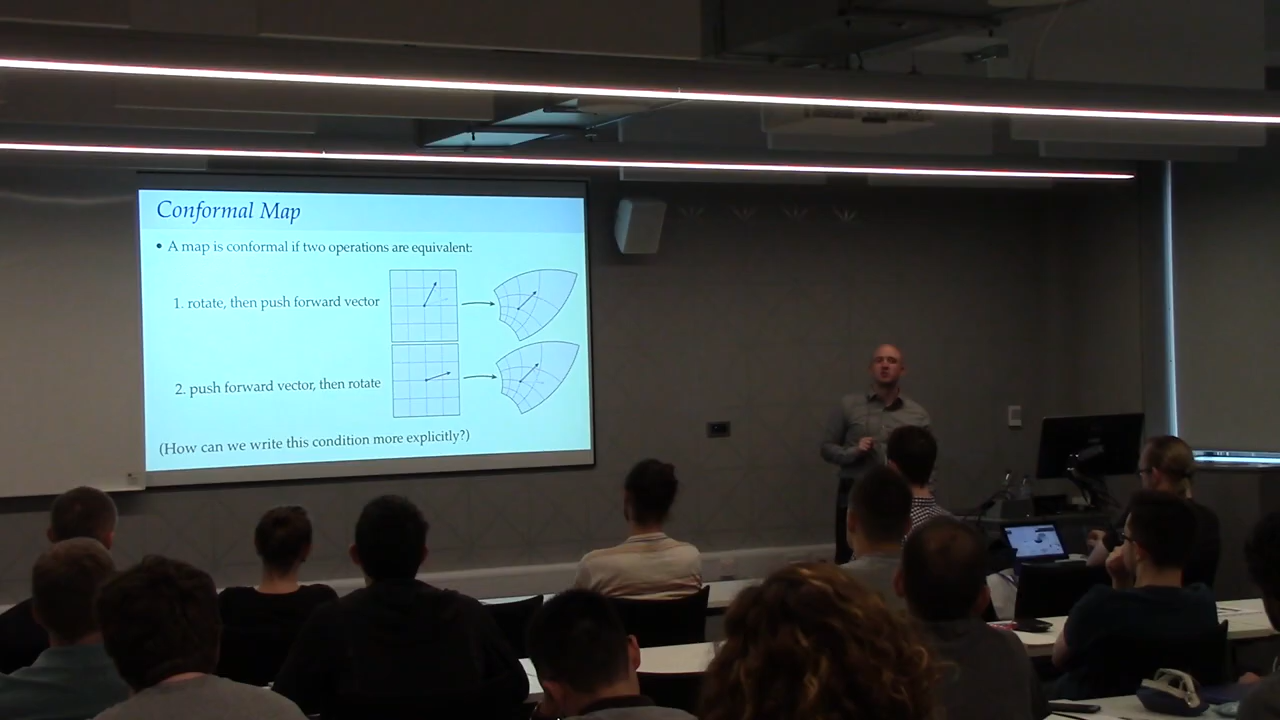 Conformal Map
• A map is conformal if two operations are equivalent:
1. rotate, then push forward vector
2. push forward vector, then rotate
(How can we write this condition more explicitly?)